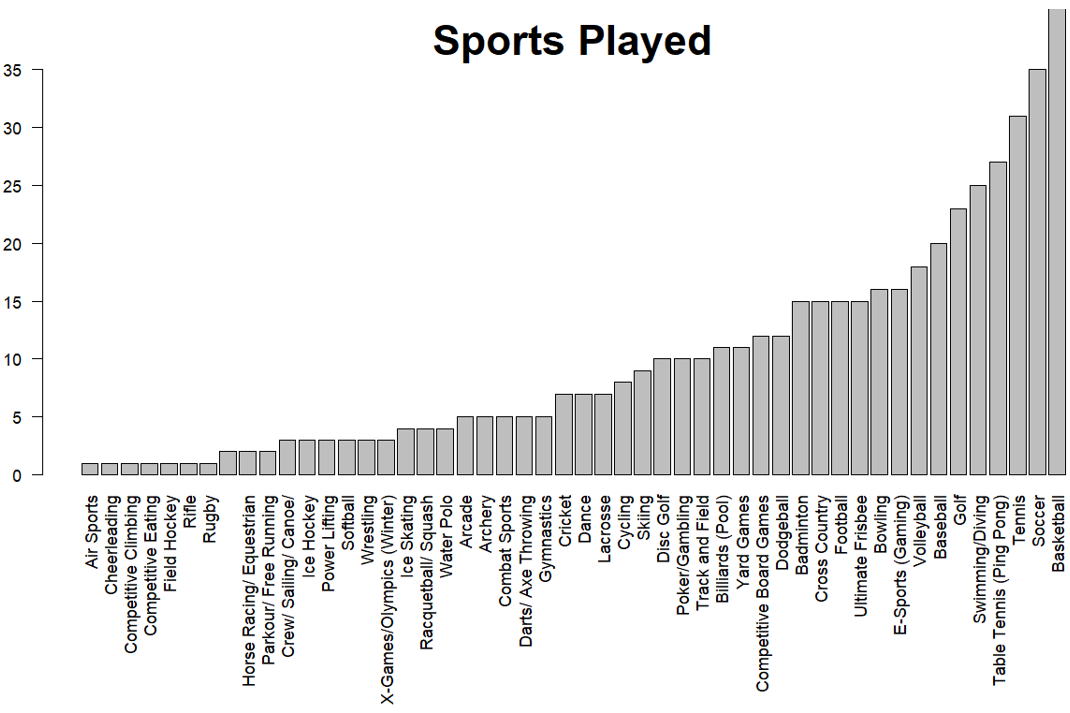 Sports Played
35
30
25
20
15
10
5
0
Air Sports
Cheerleading
Competitive Climbing
Competitive Eating
Field Hockey
Rifle
Rugby
Horse Racing/ Equestrian
Parkour/ Free Running
Crew/ Sailing/ Canoe/
Ice Hockey
Power Lifting
Softball
Wrestling
X-Games/Olympics (Winter)
Ice Skating
Racquetball/ Squash
Water Polo
Arcade
Archery
Combat Sports
Darts/ Axe Throwing
Gymnastics
Cricket
Dance
Lacrosse
Cycling
Skiing
Disc Golf
Poker/Gambling
Track and Field
Billiards (Pool)
Yard Games
Competitive Board Games
Dodgeball
Badminton
Cross Country
Football
Ultimate Frisbee
Bowling
E-Sports (Gaming)
Volleyball
Baseball
Golf
Swimming/Diving
Table Tennis (Ping Pong)
Tennis
Soccer
Basketball